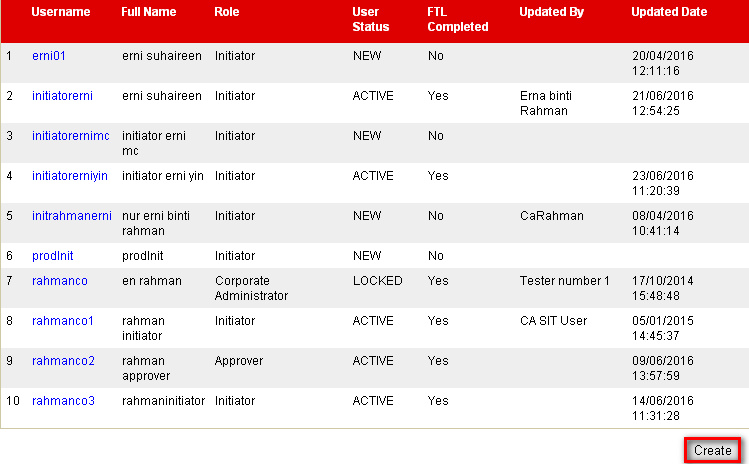 Username Full Name Role User Status FTL Completed Updated By Updated Date
1 erni01 erni suhaireen Initiator NEW No 20/04/2016 12:11:16
2 initiatorerni erni suhaireen Initiator ACTIVE Yes Erna binti Rahman 21/06/2016 12:54:25
3 initiatorernimc initiator erni mc Initiator NEW No
4 initiatorerniyin initiator erni yin Initiator ACTIVE Yes 23/06/2016 11:20:39
5 initrahmanerni nur erni binti rahman Initiator NEW No CaRahman 08/04/2016 10:41:14
6 prodInit prodInit Initiator NEW No
7 rahmanco en rahman Corporate Administrator LOCKED Yes Tester number 1 17/10/2014 15:48:48
8 rahmanco1 rahman initiator Initiator ACTIVE Yes CA SIT User 05/01/2015 14:45:37
9 rahmanco2 rahman approver Approver ACTIVE Yes 09/06/2016 13:57:59
10 rahmanco3 rahmaninitiator Initiator ACTIVE Yes 14/06/2016 11:31:28
Create